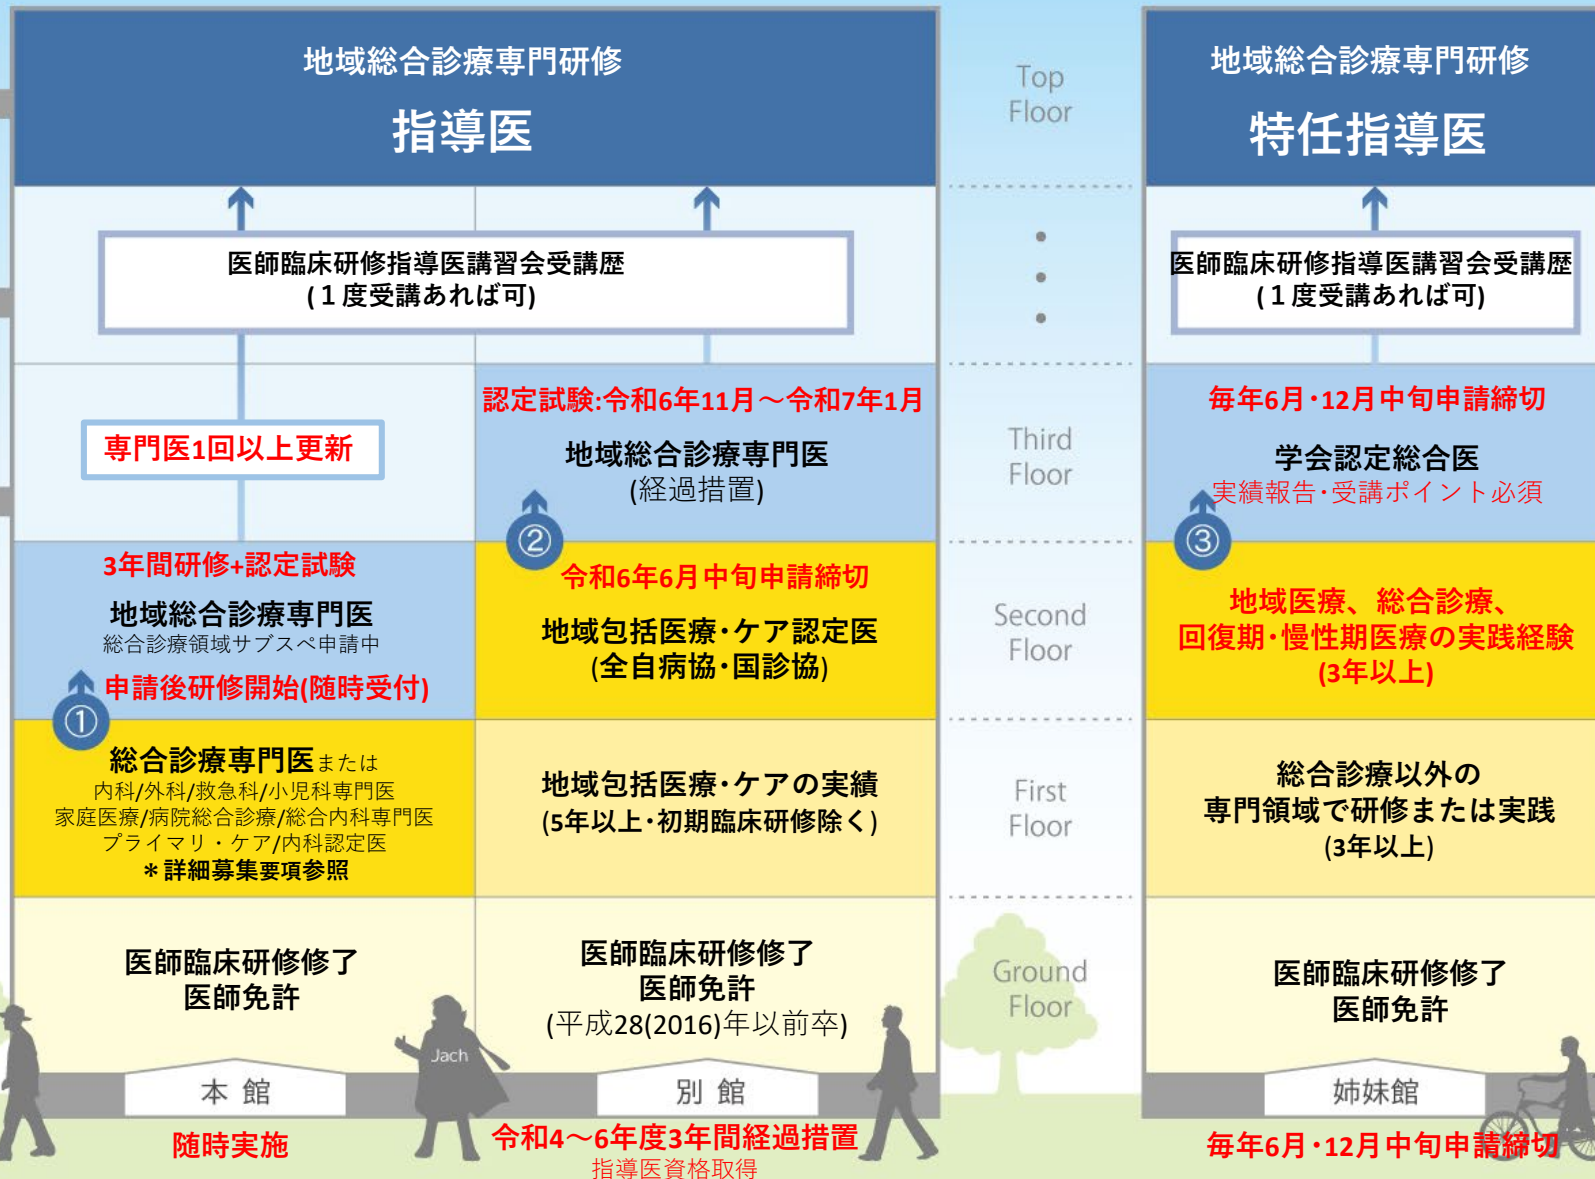 地域総合診療専門研修
指導医
医師臨床研修指導医講習会受講歴
(１度受講あれば可)
専門医1回以上更新
3年間研修+認定試験
地域総合診療専門医
総合診療領域サブスペ申請中
申請後研修開始(随時受付)
①
総合診療専門医または
内科/外科/救急科/小児科専門医
家庭医療/病院総合診療/総合内科専門医
プライマリ・ケア/内科認定医
＊詳細募集要項参照
医師臨床研修修了
医師免許
本館
随時実施
Jach
認定試験:令和6年11月～令和7年1月
地域総合診療専門医
(経過措置)
②
令和6年6月中旬申請締切
地域包括医療･ケア認定医
(全自病協･国診協)
地域包括医療･ケアの実績
(5年以上･初期臨床研修除く)
医師臨床研修修了
医師免許
(平成28(2016)年以前卒)
別館
令和4～6年度3年間経過措置
指導医資格取得
Top
Floor
Third
Floor
Second
Floor
First
Floor
Ground
Floor
地域総合診療専門研修
特任指導医
医師臨床研修指導医講習会受講歴
(１度受講あれば可)
毎年6月･12月中旬申請締切
学会認定総合医
実績報告･受講ポイント必須
③
地域医療、総合診療、
回復期･慢性期医療の実践経験
(3年以上)
総合診療以外の
専門領域で研修または実践
(3年以上)
医師臨床研修修了
医師免許
姉妹館
毎年6月･12月中旬申請締切